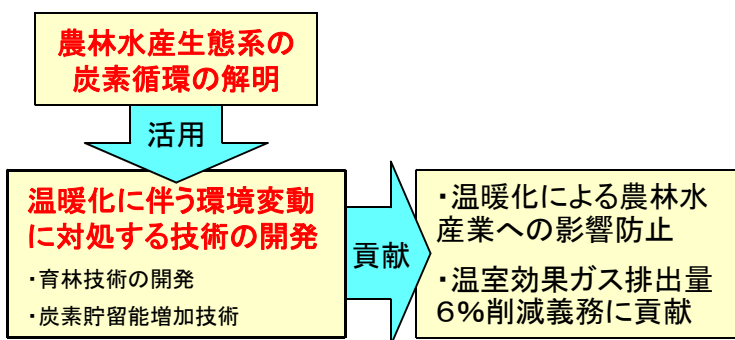 農林水産生態系の
炭素循環の解明
活用
温暖化に伴う環境変動
に対処する技術の開発
・育林技術の開発
・炭素貯留能増加技術
貢献
・温暖化による農林水
産業への影響防止
・温室効果ガス排出量
6%削減義務に貢献